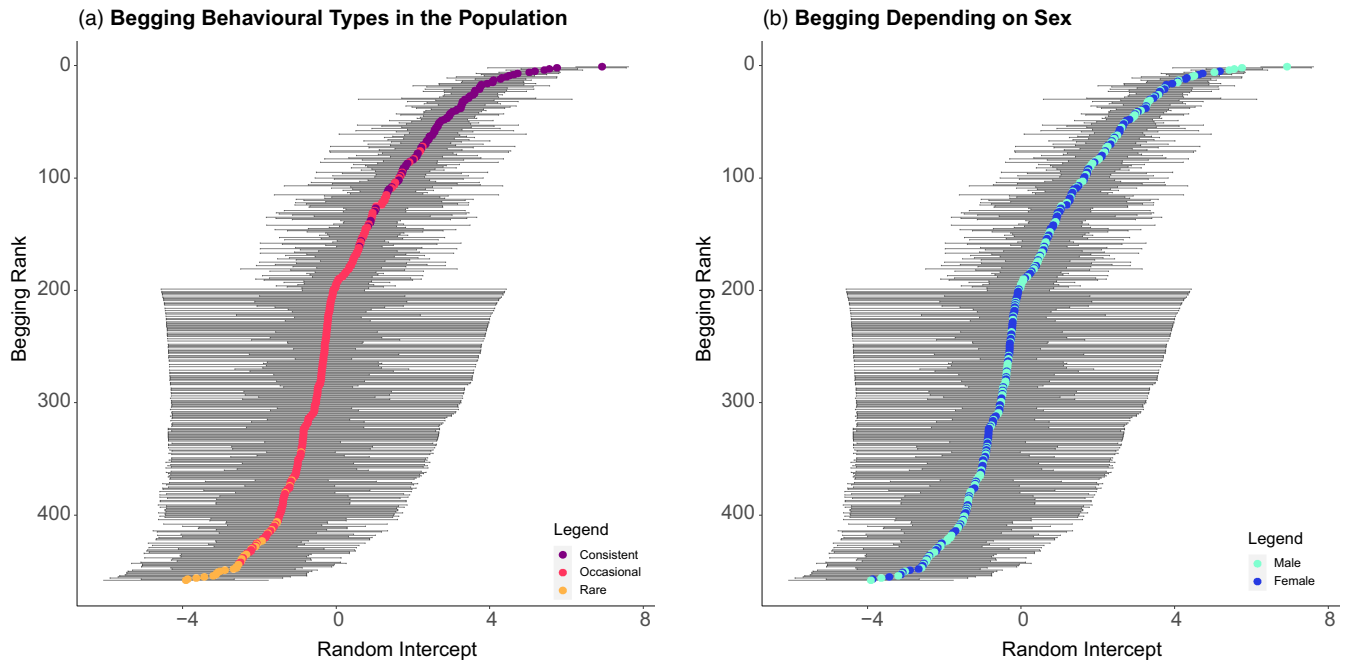 (a) Begging Behavioural Types in the Population
0
100
200
300
400
Begging Rank
−4
0
4
8
Random Intercept
Legend
Consistent
Occasional
Rare
(b) Begging Depending on Sex
0
100
200
300
400
Begging Rank
−4
0
4
8
Random Intercept
Legend
Male
Female